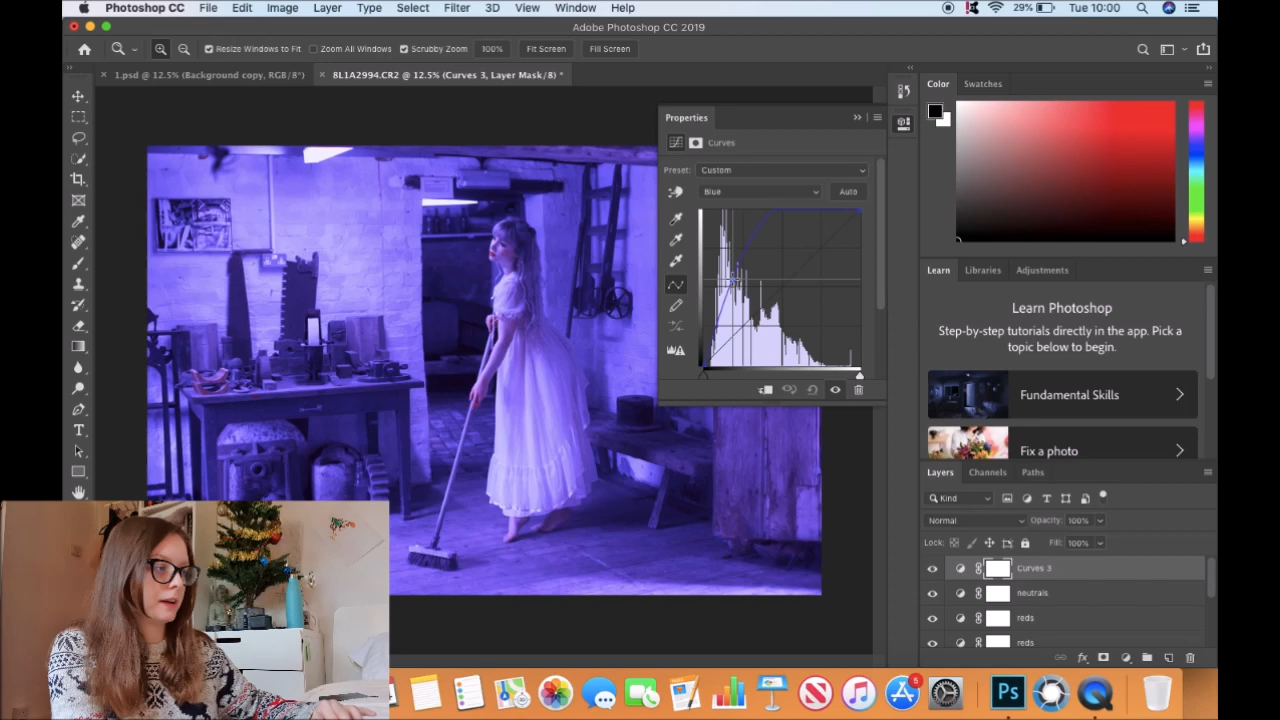 Photoshop CC File Edit Image Layer Type Select Filter 3D View Window Help 29% Tue 10:00
Adobe Photoshop CC 2019
Resize Windows to Fit Zoom All Windows Scrubby Zoom 100% Fit Screen Fill Screen
1.psd @ 12.5% (Background copy, RGB/8*) 8L1A2994.CR2 @ 12.5% (Curves 3, Layer Mask/8) *
Color Swatches
Properties
Curves
Preset: Custom
Blue Auto
Learn Libraries Adjustments
Learn Photoshop
Step-by-step tutorials directly in the app. Pick a
topic below to begin.
Fundamental Skills
Fix a photo
Layers Channels Paths
Kind
Normal Opacity: 100%
Lock: Fill: 100%
Curves 3
neutrals
reds
reds
5
Ps